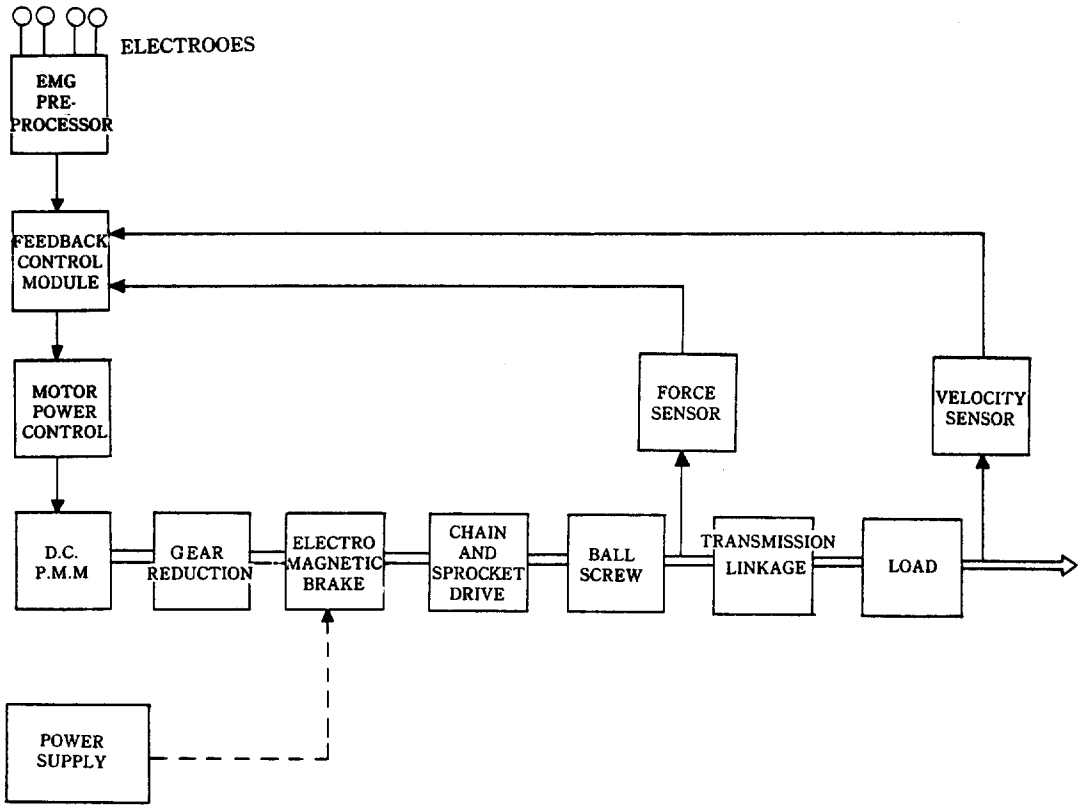 ELECTROOES
EMG
PRE-
PROCESSOR
FEEDBACK
CONTROL
MODULE
MOTOR
POWER
CONTROL
FORCE
SENSOR
VELOCITY
SENSOR
D.C.
P.M.M
GEAR
REDUCTION
ELECTRO
MAGNETIC
BRAKE
CHAIN
AND
SPROCKET
DRIVE
BALL
SCREW
TRANSMISSION
LINKAGE
LOAD
POWER
SUPPLY